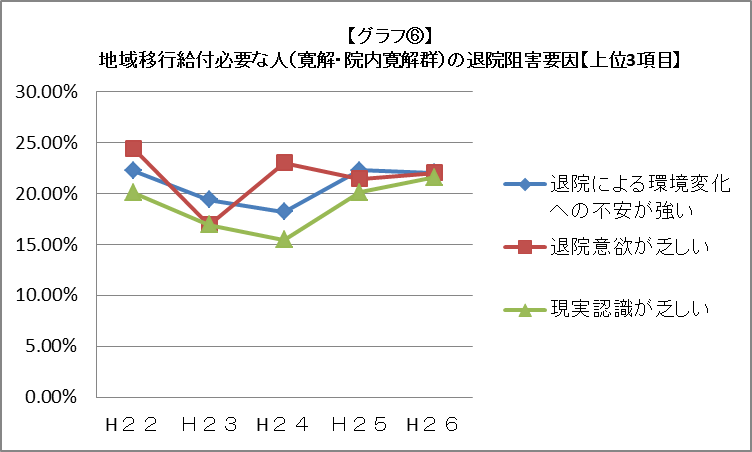 【グラフ⑥】
地域移行給付必要な人(寛解・院内寛解群)の退院阻害要因【上位3項目】
30.00%
25.00%
20.00%
15.00%
10.00%
5.00%
0.00%
H２２ H２３ H２４ H２５ H２６
退院による環境変化
への不安が強い
退院意欲が乏しい
現実認識が乏しい